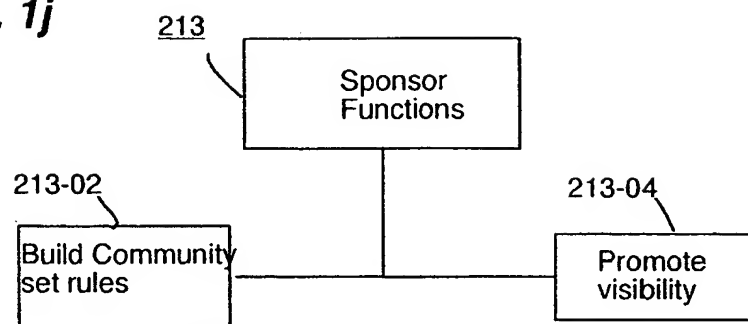 1j
213
Sponsor
Functions
213-02
213-04
Build Community
set rules
Promote
visibility